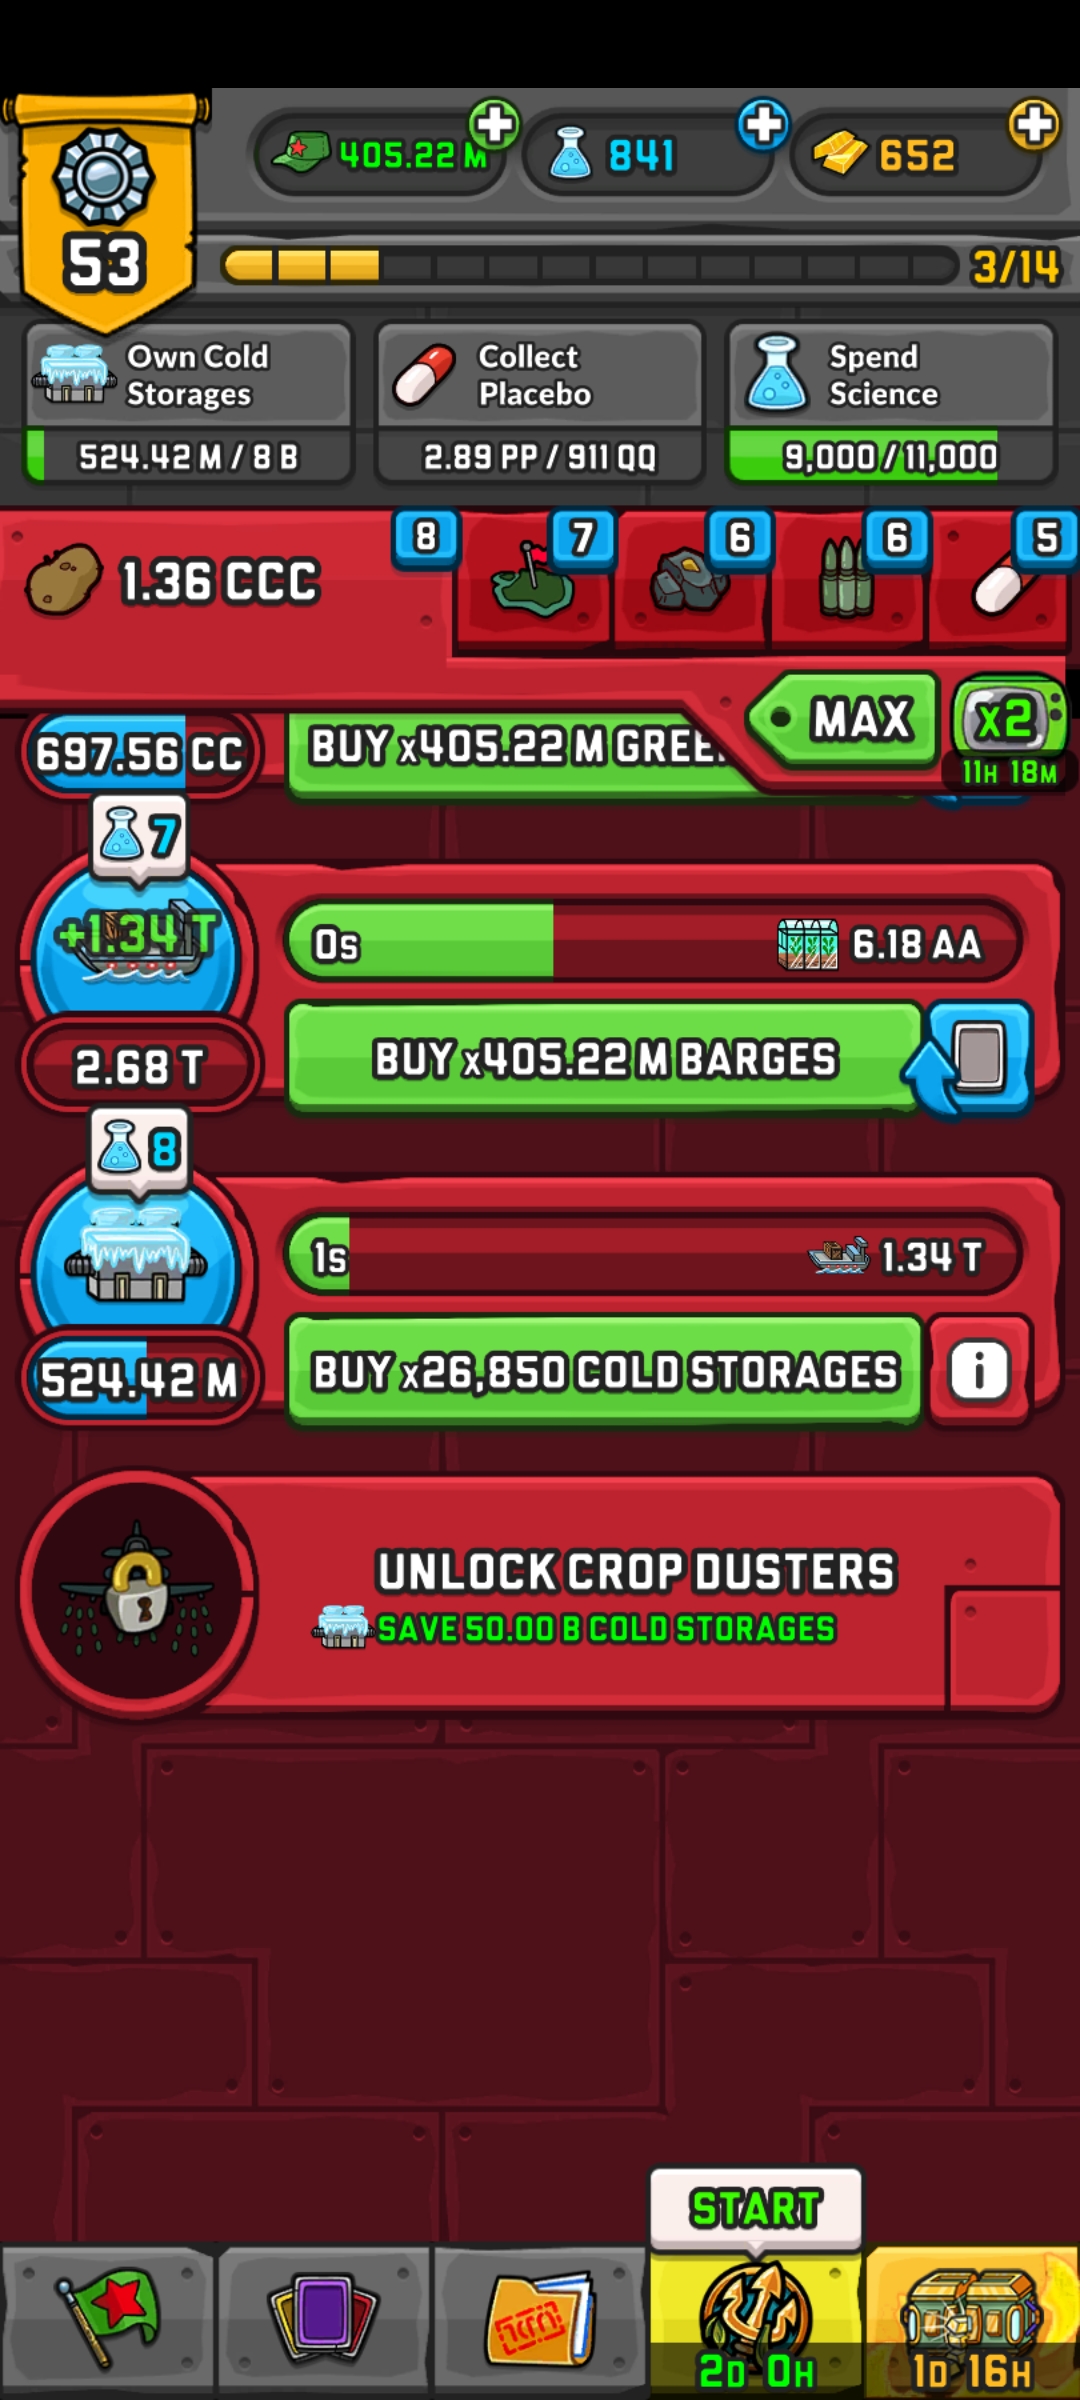 405.22 M
841
652
53
3/14
Own Cold
Storages
524.42 M / 8 B
Collect
Placebo
2.89 PP / 911 QQ
Spend
Science
9,000 / 11,000
1.36 CCC
8
7
6
6
5
MAX
x2
11H 18M
697.56 CC
BUY x405.22 M GREE
7
+1.34 T
0s
6.18 AA
2.68 T
BUY x405.22 M BARGES
8
1s
1.34 T
524.42 M
BUY x26,850 COLD STORAGES
i
UNLOCK CROP DUSTERS
SAVE 50.00 B COLD STORAGES
START
2D 0H
1D 16H